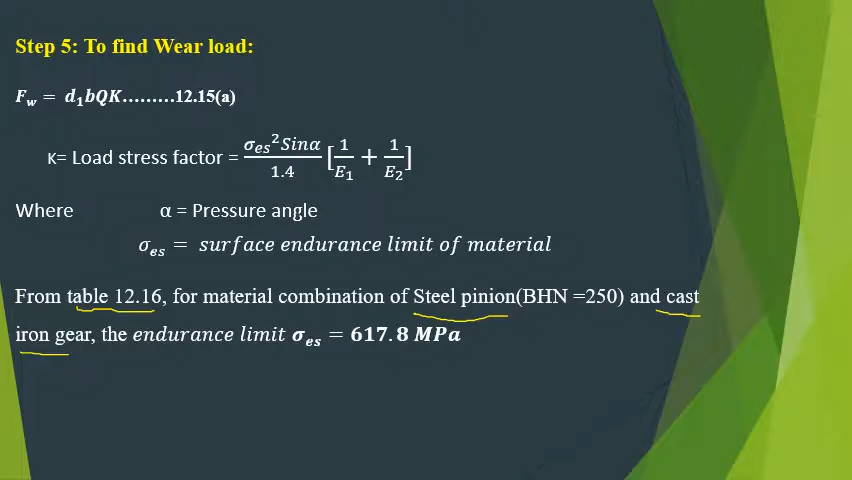 Step 5: To find Wear load:
𝑭𝒘 = 𝒅₁𝒃𝑸𝑲.........12.15(a)
K= Load stress factor = σₑₛ²Sinα/1.4 [1/E₁ + 1/E₂]
Where α = Pressure angle
σₑₛ = surface endurance limit of material
From table 12.16, for material combination of Steel pinion(BHN =250) and cast
iron gear, the endurance limit σₑₛ = 617.8 MPa